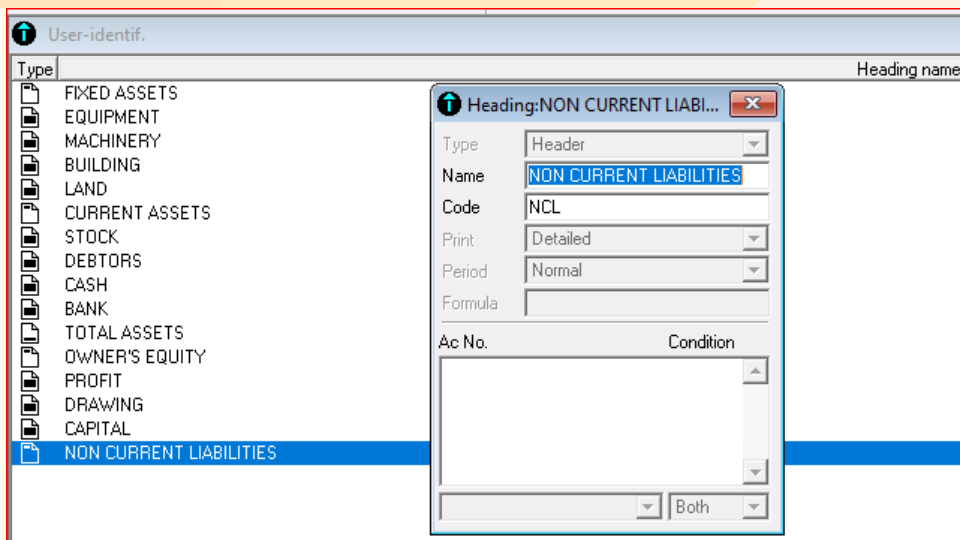 User-identif.
Type Heading name
FIXED ASSETS
EQUIPMENT
MACHINERY
BUILDING
LAND
CURRENT ASSETS
STOCK
DEBTORS
CASH
BANK
TOTAL ASSETS
OWNER'S EQUITY
PROFIT
DRAWING
CAPITAL
NON CURRENT LIABILITIES
Heading:NON CURRENT LIABI...
Type Header
Name NON CURRENT LIABILITIES
Code NCL
Print Detailed
Period Normal
Formula
Ac No. Condition
Both